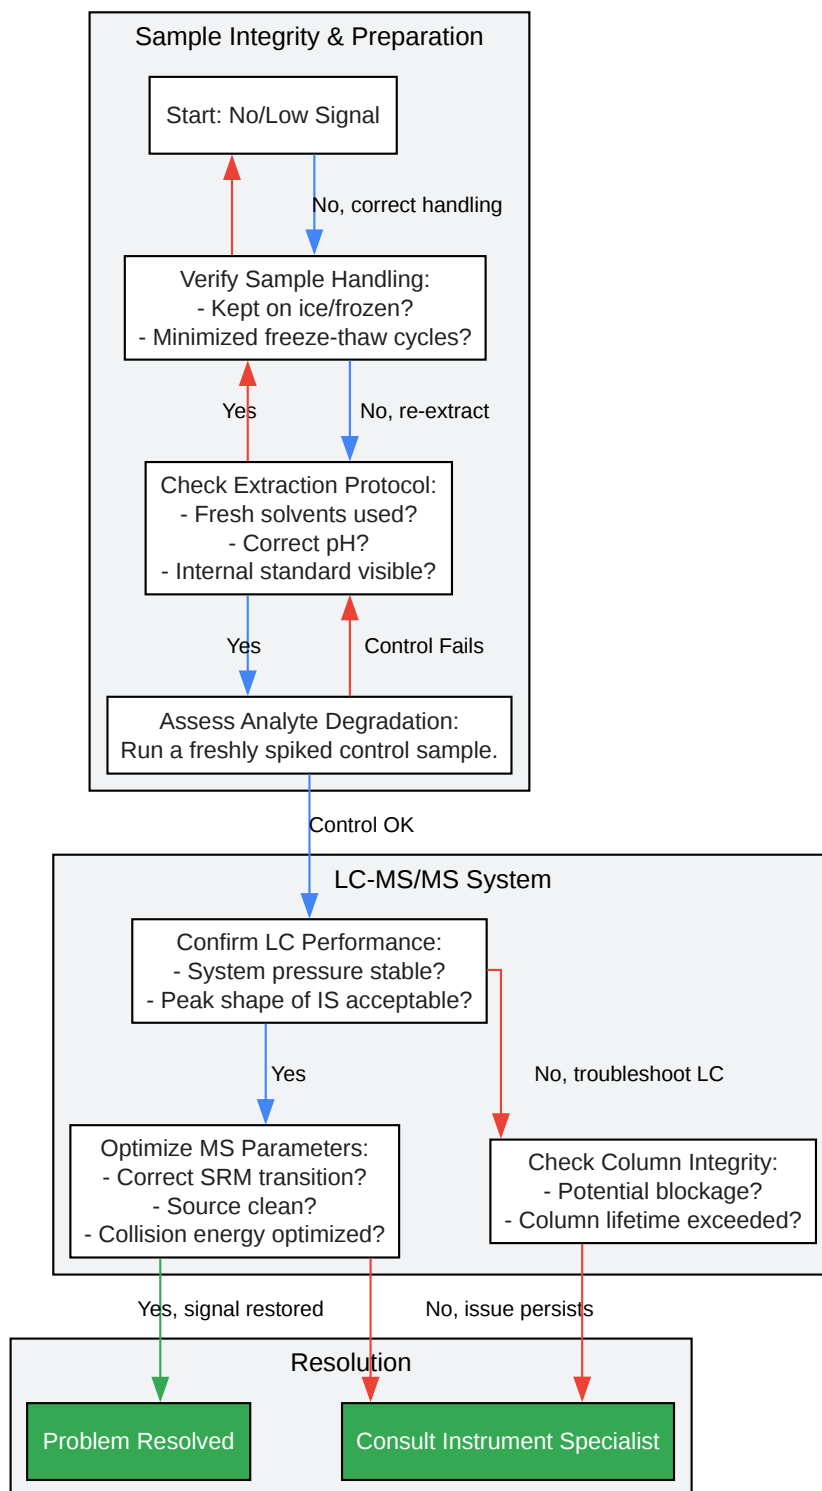 Sample Integrity & Preparation
Start: No/Low Signal
No, correct handling
Verify Sample Handling:
- Kept on ice/frozen?
- Minimized freeze-thaw cycles?
Yes
No, re-extract
Check Extraction Protocol:
- Fresh solvents used?
- Correct pH?
- Internal standard visible?
Yes
Control Fails
Assess Analyte Degradation:
Run a freshly spiked control sample.
Control OK
LC-MS/MS System
Confirm LC Performance:
- System pressure stable?
- Peak shape of IS acceptable?
Yes
No, troubleshoot LC
Optimize MS Parameters:
- Correct SRM transition?
- Source clean?
- Collision energy optimized?
Check Column Integrity:
- Potential blockage?
- Column lifetime exceeded?
Yes, signal restored
No, issue persists
Resolution
Problem Resolved
Consult Instrument Specialist